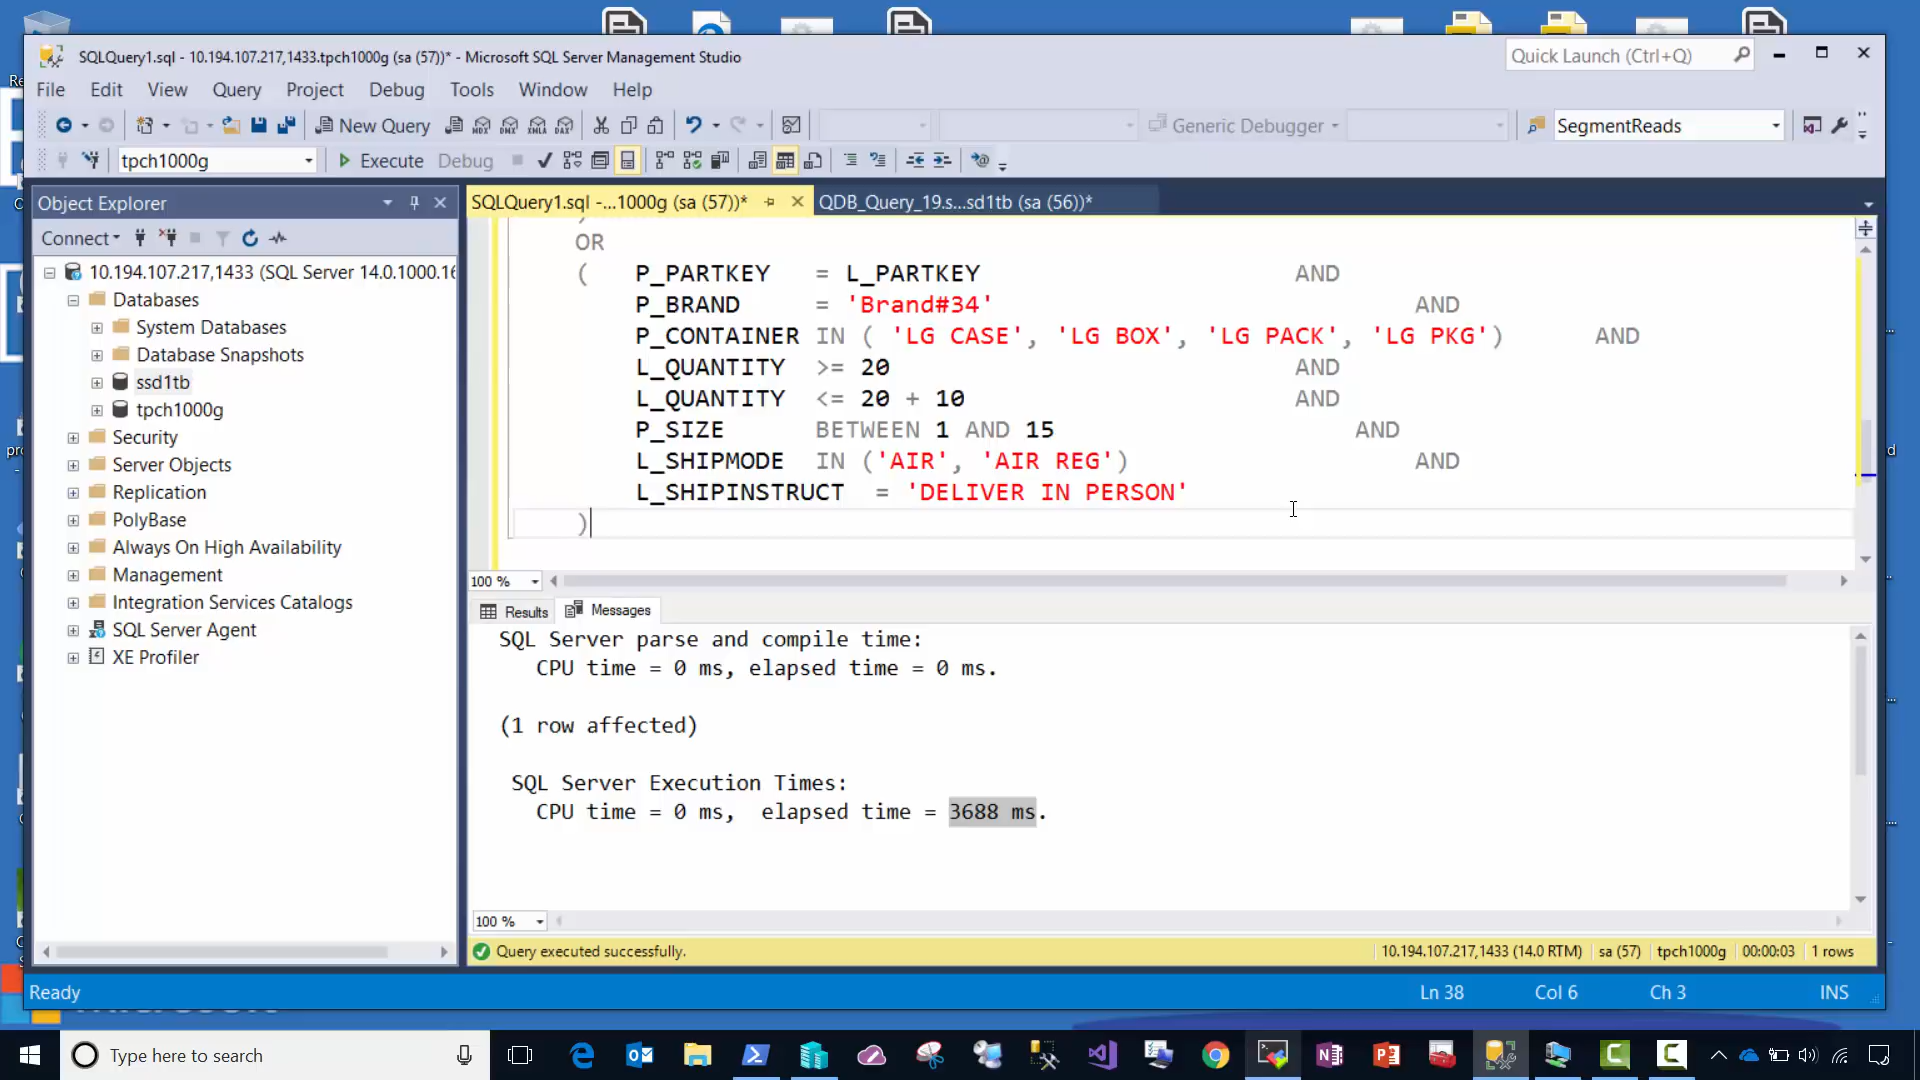 SQLQuery1.sql - 10.194.107.217,1433.tpch1000g (sa (57))* - Microsoft SQL Server Management Studio
Quick Launch (Ctrl+Q)
File Edit View Query Project Debug Tools Window Help
New Query
Generic Debugger
SegmentReads
tpch1000g
Execute
Debug
Object Explorer
SQLQuery1.sql -...1000g (sa (57))*
QDB_Query_19.s...sd1tb (sa (56))*
Connect
10.194.107.217,1433 (SQL Server 14.0.1000.16
Databases
System Databases
Database Snapshots
ssd1tb
tpch1000g
Security
Server Objects
Replication
PolyBase
Always On High Availability
Management
Integration Services Catalogs
SQL Server Agent
XE Profiler
OR
( P_PARTKEY = L_PARTKEY AND
P_BRAND = 'Brand#34' AND
P_CONTAINER IN ( 'LG CASE', 'LG BOX', 'LG PACK', 'LG PKG') AND
L_QUANTITY >= 20 AND
L_QUANTITY <= 20 + 10 AND
P_SIZE BETWEEN 1 AND 15 AND
L_SHIPMODE IN ('AIR', 'AIR REG') AND
L_SHIPINSTRUCT = 'DELIVER IN PERSON'
)
100 %
Results
Messages
SQL Server parse and compile time:
CPU time = 0 ms, elapsed time = 0 ms.
(1 row affected)
SQL Server Execution Times:
CPU time = 0 ms, elapsed time = 3688 ms.
100 %
Query executed successfully.
10.194.107.217,1433 (14.0 RTM)
sa (57)
tpch1000g
00:00:03
1 rows
Ready
Ln 38
Col 6
Ch 3
INS
Type here to search